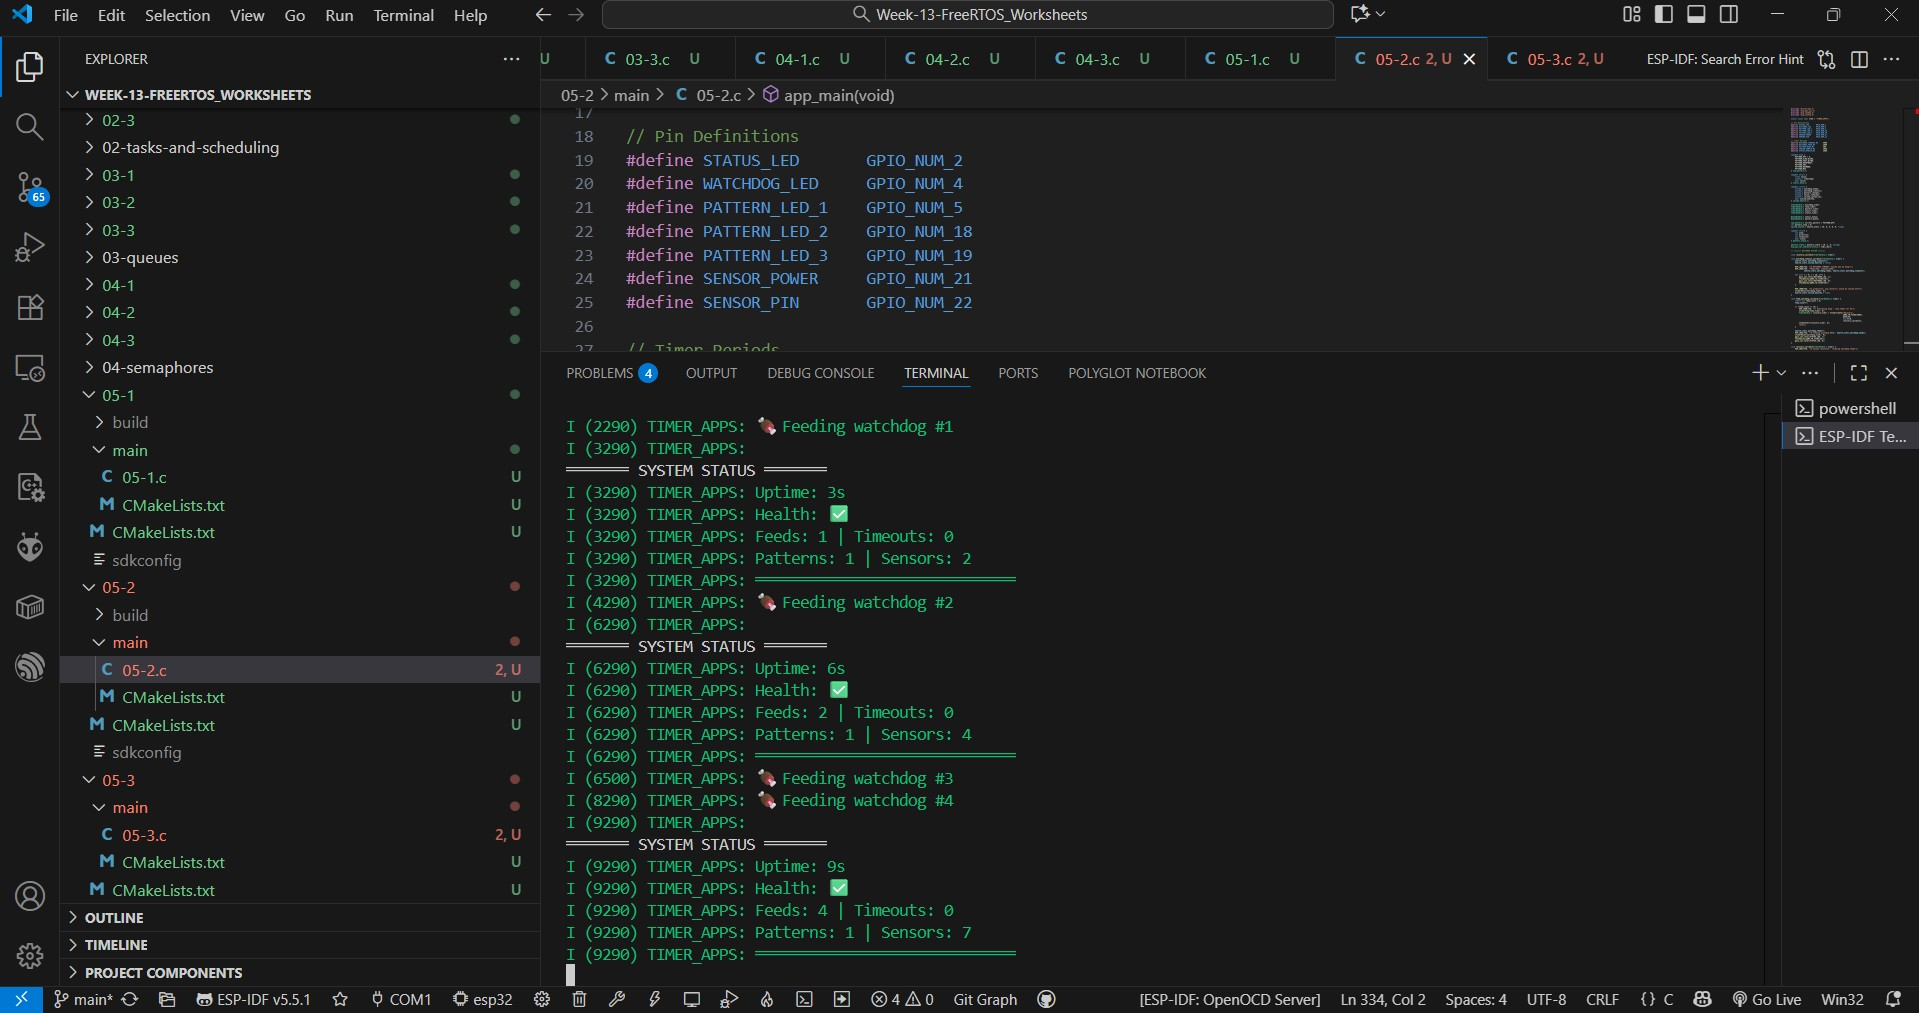 File Edit Selection View Go Run Terminal Help
Week-13-FreeRTOS_Worksheets
EXPLORER
U
C 03-3.c U
C 04-1.c U
C 04-2.c U
C 04-3.c U
C 05-1.c U
C 05-2.c 2, U
C 05-3.c 2, U
ESP-IDF: Search Error Hint
WEEK-13-FREERTOS_WORKSHEETS
02-3
02-tasks-and-scheduling
03-1
03-2
03-3
03-queues
04-1
04-2
04-3
04-semaphores
05-1
build
main
C 05-1.c U
M CMakeLists.txt U
M CMakeLists.txt U
sdkconfig
05-2
build
main
C 05-2.c 2, U
M CMakeLists.txt U
M CMakeLists.txt U
sdkconfig
05-3
main
C 05-3.c 2, U
M CMakeLists.txt U
M CMakeLists.txt U
OUTLINE
TIMELINE
PROJECT COMPONENTS
65
05-2 > main > C 05-2.c > app_main(void)
17
18 // Pin Definitions
19 #define STATUS_LED GPIO_NUM_2
20 #define WATCHDOG_LED GPIO_NUM_4
21 #define PATTERN_LED_1 GPIO_NUM_5
22 #define PATTERN_LED_2 GPIO_NUM_18
23 #define PATTERN_LED_3 GPIO_NUM_19
24 #define SENSOR_POWER GPIO_NUM_21
25 #define SENSOR_PIN GPIO_NUM_22
26
27 // Timer Periods
PROBLEMS 4 OUTPUT DEBUG CONSOLE TERMINAL PORTS POLYGLOT NOTEBOOK
powershell
ESP-IDF Te...
I (2290) TIMER_APPS: 🍖 Feeding watchdog #1
I (3290) TIMER_APPS:
═══════ SYSTEM STATUS ═══════
I (3290) TIMER_APPS: Uptime: 3s
I (3290) TIMER_APPS: Health: ✅
I (3290) TIMER_APPS: Feeds: 1 | Timeouts: 0
I (3290) TIMER_APPS: Patterns: 1 | Sensors: 2
I (3290) TIMER_APPS: ═════════════════════════════
I (4290) TIMER_APPS: 🍖 Feeding watchdog #2
I (6290) TIMER_APPS:
═══════ SYSTEM STATUS ═══════
I (6290) TIMER_APPS: Uptime: 6s
I (6290) TIMER_APPS: Health: ✅
I (6290) TIMER_APPS: Feeds: 2 | Timeouts: 0
I (6290) TIMER_APPS: Patterns: 1 | Sensors: 4
I (6290) TIMER_APPS: ═════════════════════════════
I (6500) TIMER_APPS: 🍖 Feeding watchdog #3
I (8290) TIMER_APPS: 🍖 Feeding watchdog #4
I (9290) TIMER_APPS:
═══════ SYSTEM STATUS ═══════
I (9290) TIMER_APPS: Uptime: 9s
I (9290) TIMER_APPS: Health: ✅
I (9290) TIMER_APPS: Feeds: 4 | Timeouts: 0
I (9290) TIMER_APPS: Patterns: 1 | Sensors: 7
I (9290) TIMER_APPS: ═════════════════════════════
main* ESP-IDF v5.5.1 COM1 esp32 4 0 Git Graph [ESP-IDF: OpenOCD Server] Ln 334, Col 2 Spaces: 4 UTF-8 CRLF {} C Go Live Win32